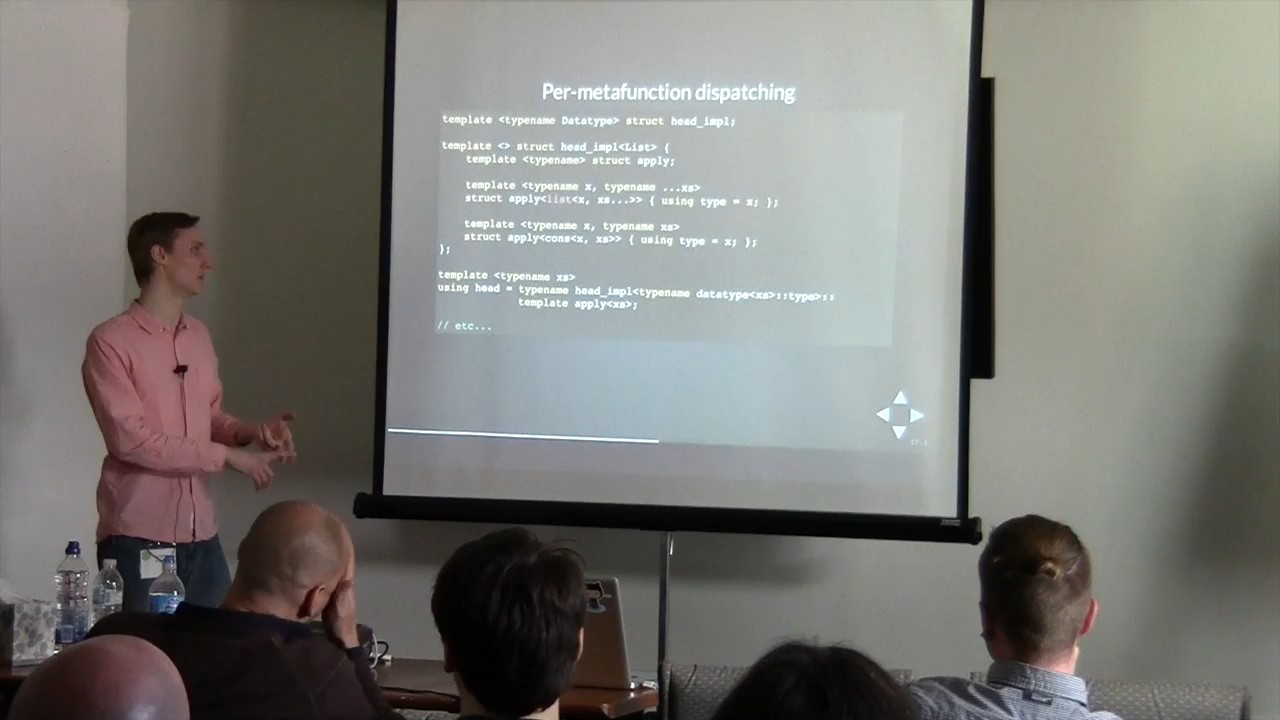 Per-metafunction dispatching
template <typename Datatype> struct head_impl;
template <> struct head_impl<List> {
template <typename> struct apply;
template <typename x, typename ...xs>
struct apply<list<x, xs...>> { using type = x; };
template <typename x, typename xs>
struct apply<cons<x, xs>> { using type = x; };
};
template <typename xs>
using head = typename head_impl<typename datatype<xs>::type>::
template apply<xs>;
// etc...